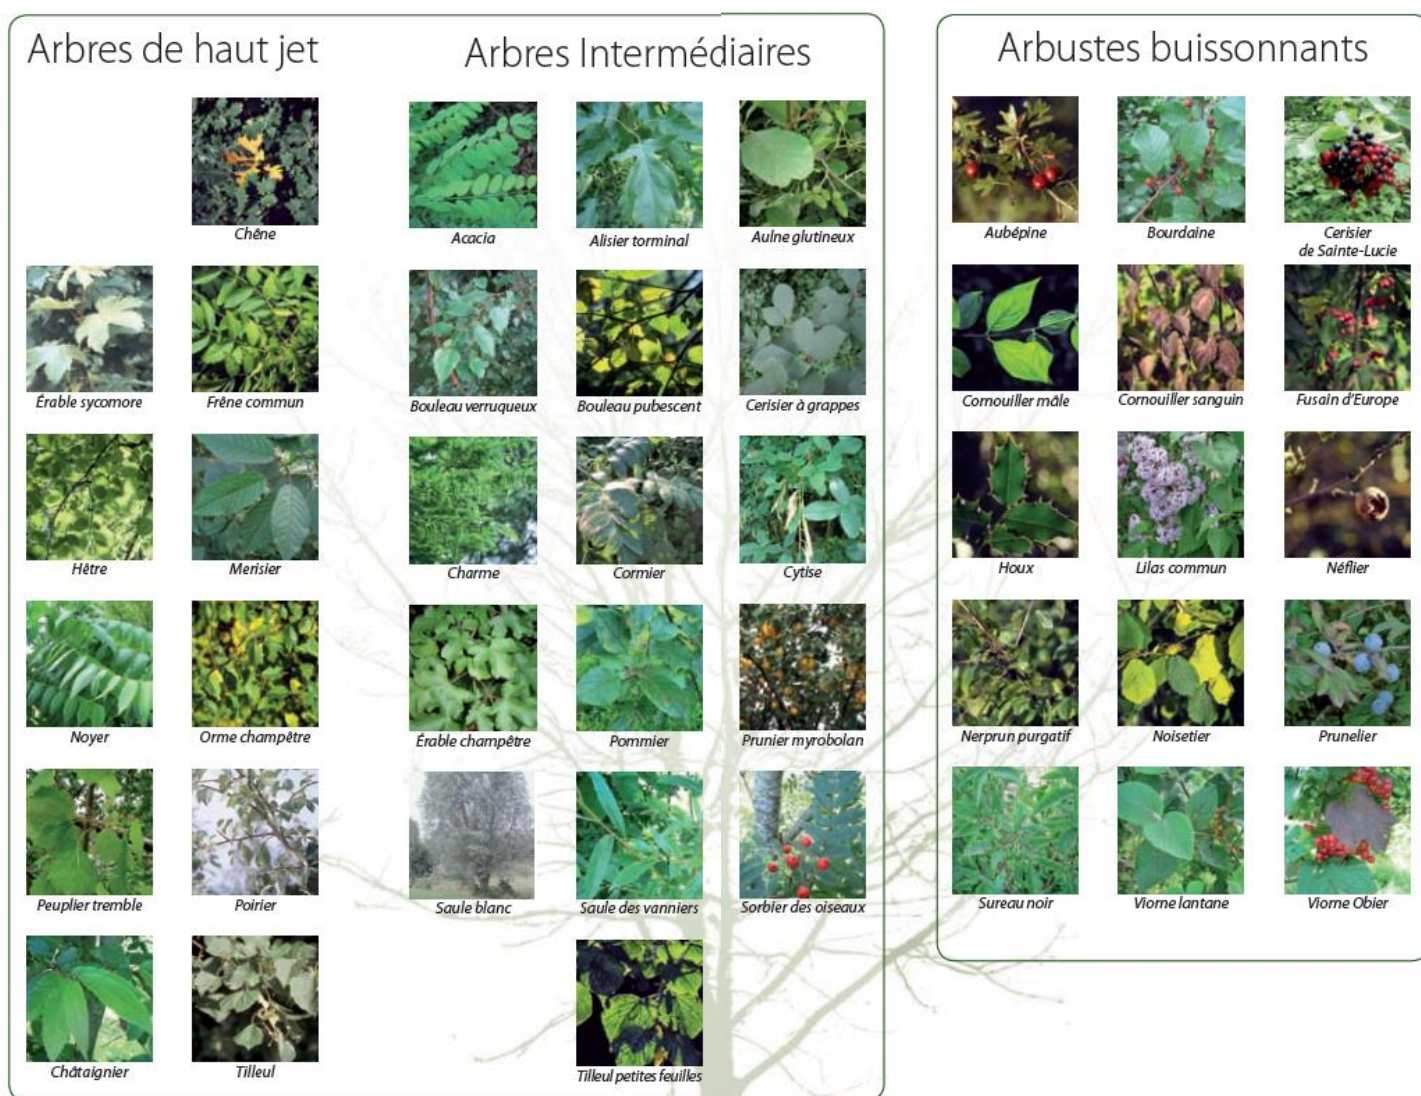 Arbres de haut jet
Chêne
Érable sycomore
Frêne commun
Hêtre
Merisier
Noyer
Orme champêtre
Peuplier tremble
Poirier
Châtaignier
Tilleul
Arbres Intermédiaires
Acacia
Alisier torminal
Aulne glutineux
Bouleau verruqueux
Bouleau pubescent
Cerisier à grappes
Charme
Cormier
Cytise
Érable champêtre
Pommier
Prunier myrobolan
Saule blanc
Saule des vanniers
Sorbier des oiseaux
Tilleul petites feuilles
Arbustes buissonnants
Aubépine
Bourdaine
Cerisier
de Sainte-Lucie
Cornouiller mâle
Cornouiller sanguin
Fusain d'Europe
Houx
Lilas commun
Néflier
Nerprun purgatif
Noisetier
Prunelier
Sureau noir
Viorne lantane
Viorne Obier